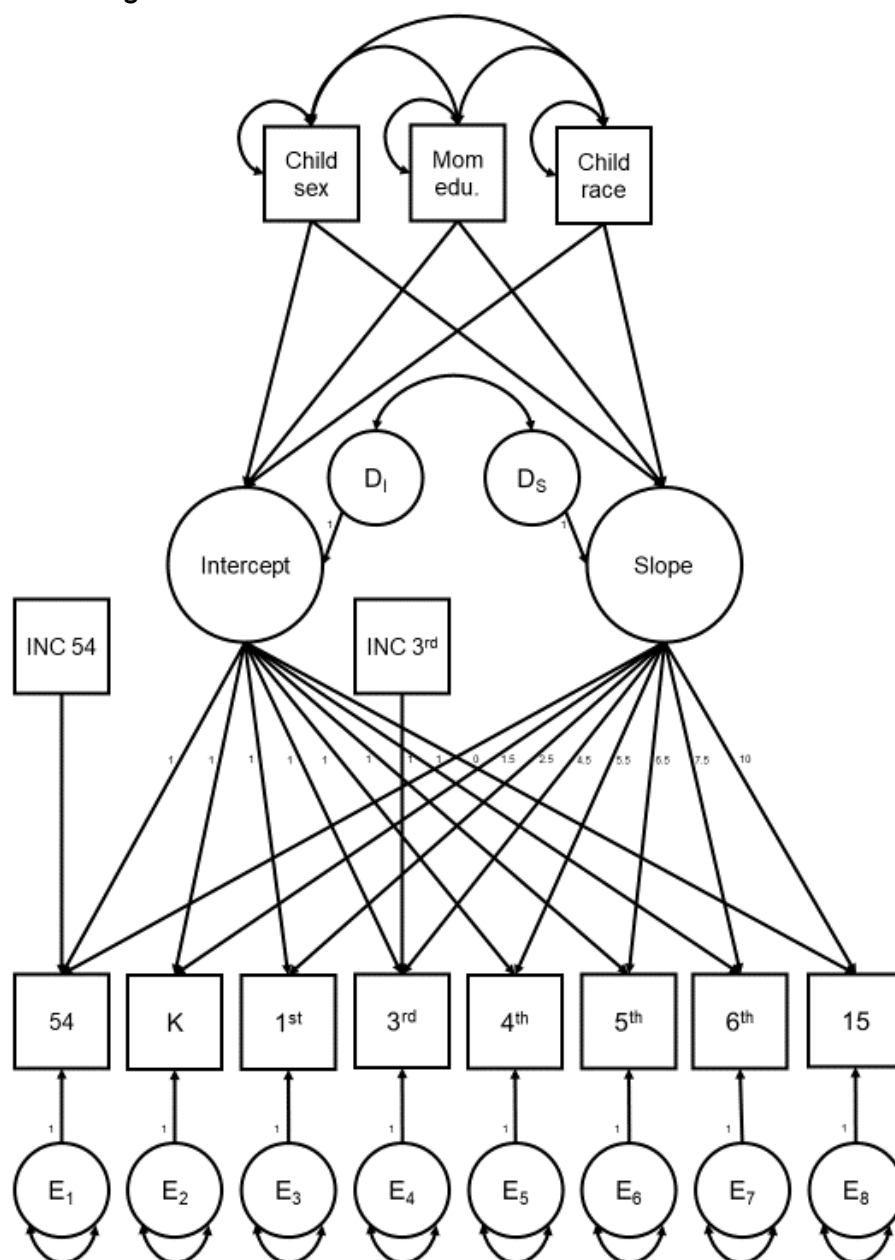 Child
sex
Mom
edu.
Child
race
D_I
D_S
1
1
Intercept
Slope
INC 54
INC 3rd
1 1 1 1 1 1 1 1 0 1.5 2.5 4.5 5.5 6.5 7.5 10
54
K
1st
3rd
4th
5th
6th
15
1 1 1 1 1 1 1 1
E1
E2
E3
E4
E5
E6
E7
E8